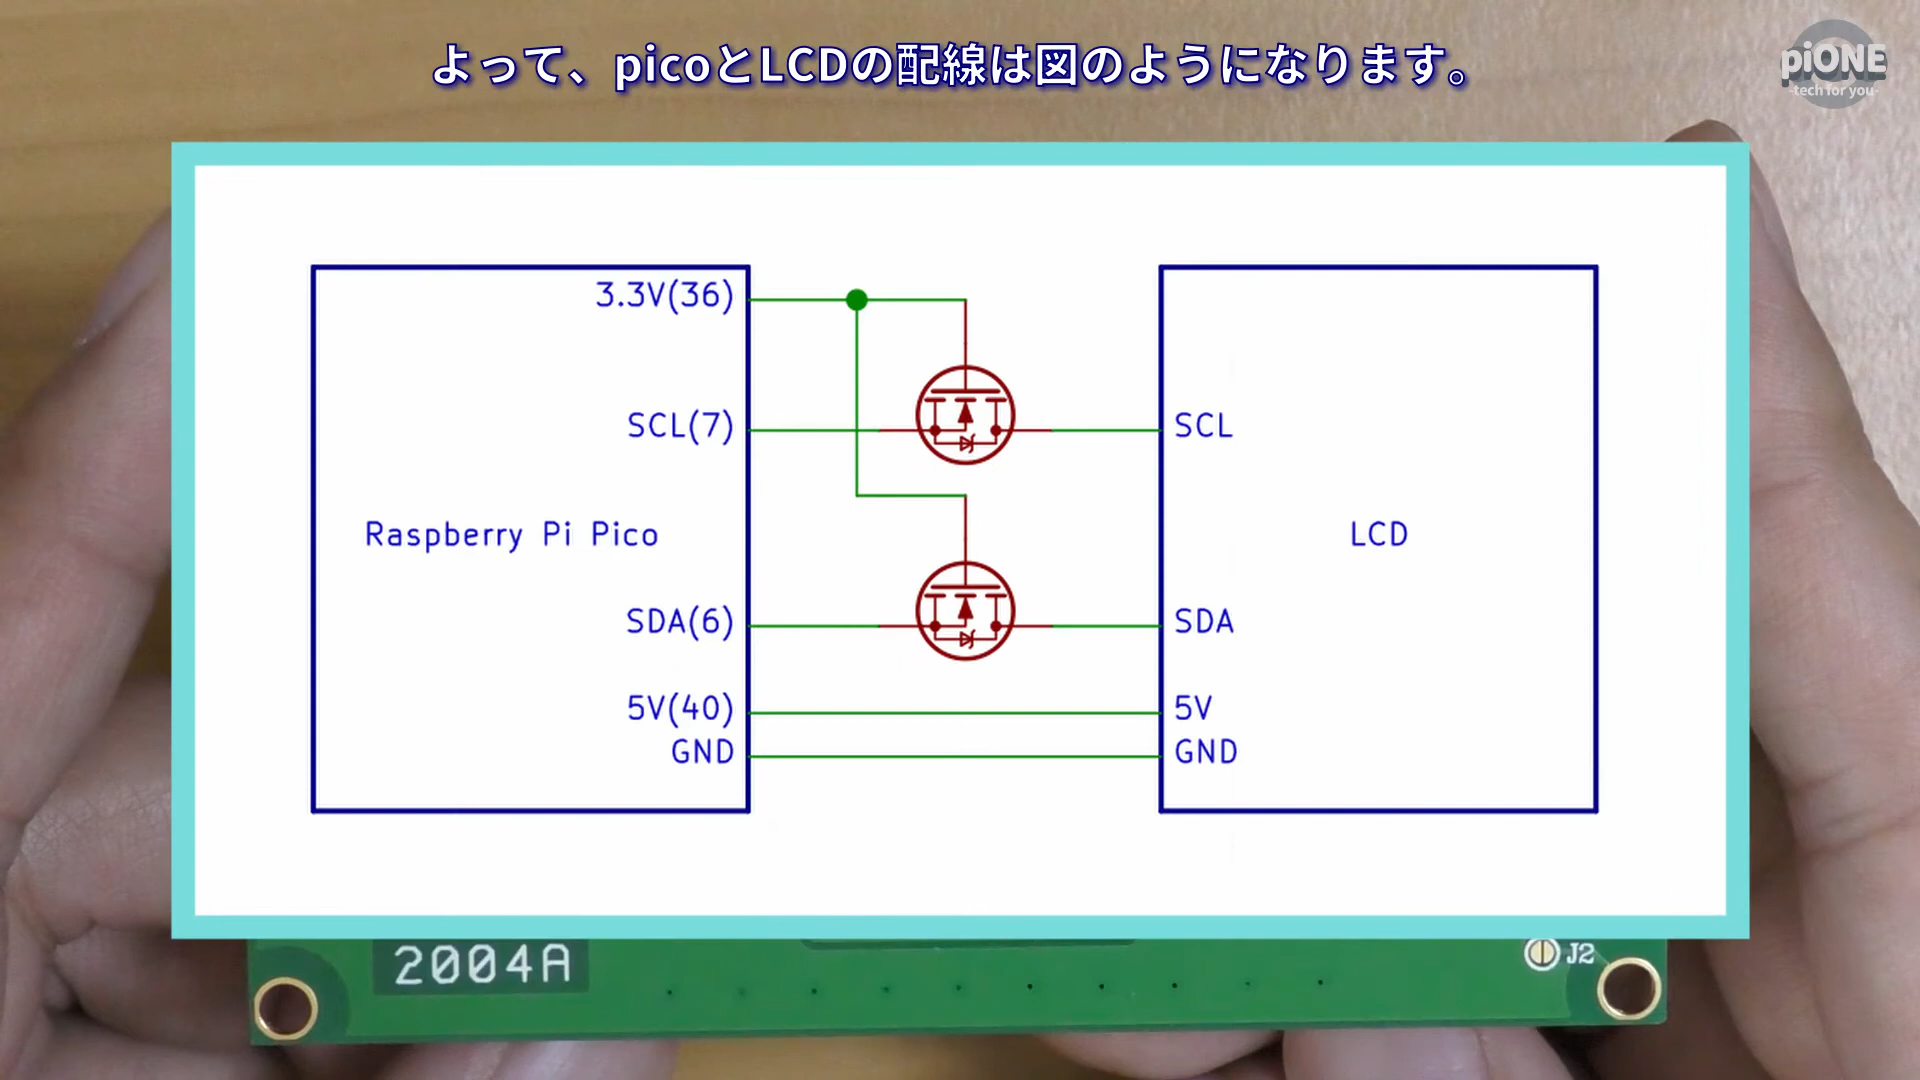 よって、picoとLCDの配線は図のようになります。
piONE
-tech for you-
3.3V(36)
SCL(7)
SCL
Raspberry Pi Pico
LCD
SDA(6)
SDA
5V(40)
5V
GND
GND
2004A
J2